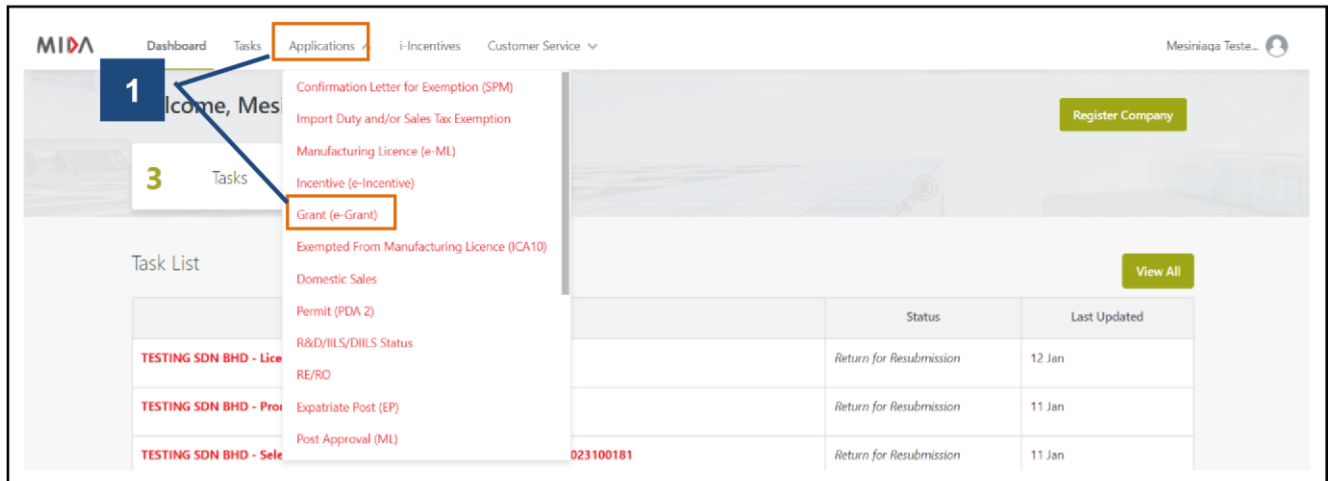 MIDA Dashboard Tasks Applications i-Incentives Customer Service Mesiniaga Teste...
1
lcome, Mesi
Register Company
3 Tasks
Confirmation Letter for Exemption (SPM)
Import Duty and/or Sales Tax Exemption
Manufacturing Licence (e-ML)
Incentive (e-Incentive)
Grant (e-Grant)
Exempted From Manufacturing Licence (ICA10)
Domestic Sales
Permit (PDA 2)
R&D/IILS/DIILS Status
RE/RO
Expatriate Post (EP)
Post Approval (ML)
Task List
View All
Status Last Updated
TESTING SDN BHD - Lice Return for Resubmission 12 Jan
TESTING SDN BHD - Pro Return for Resubmission 11 Jan
TESTING SDN BHD - Sele 023100181 Return for Resubmission 11 Jan